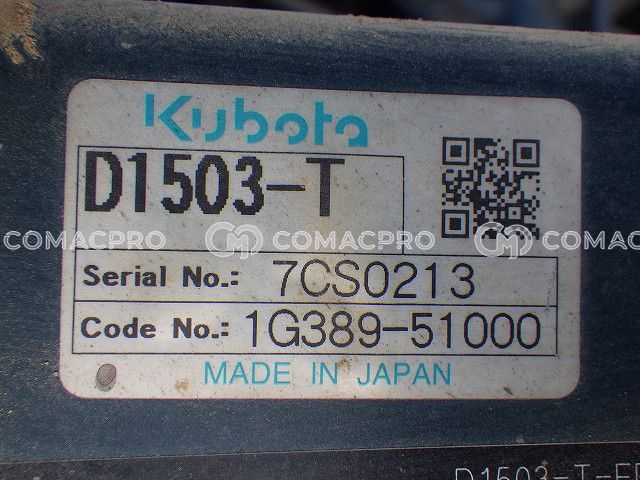 Kubota
D1503-T
COMACPRO COMACPRO COMACPRO
Serial No.: 7CS0213
Code No.: 1G389-51000
MADE IN JAPAN